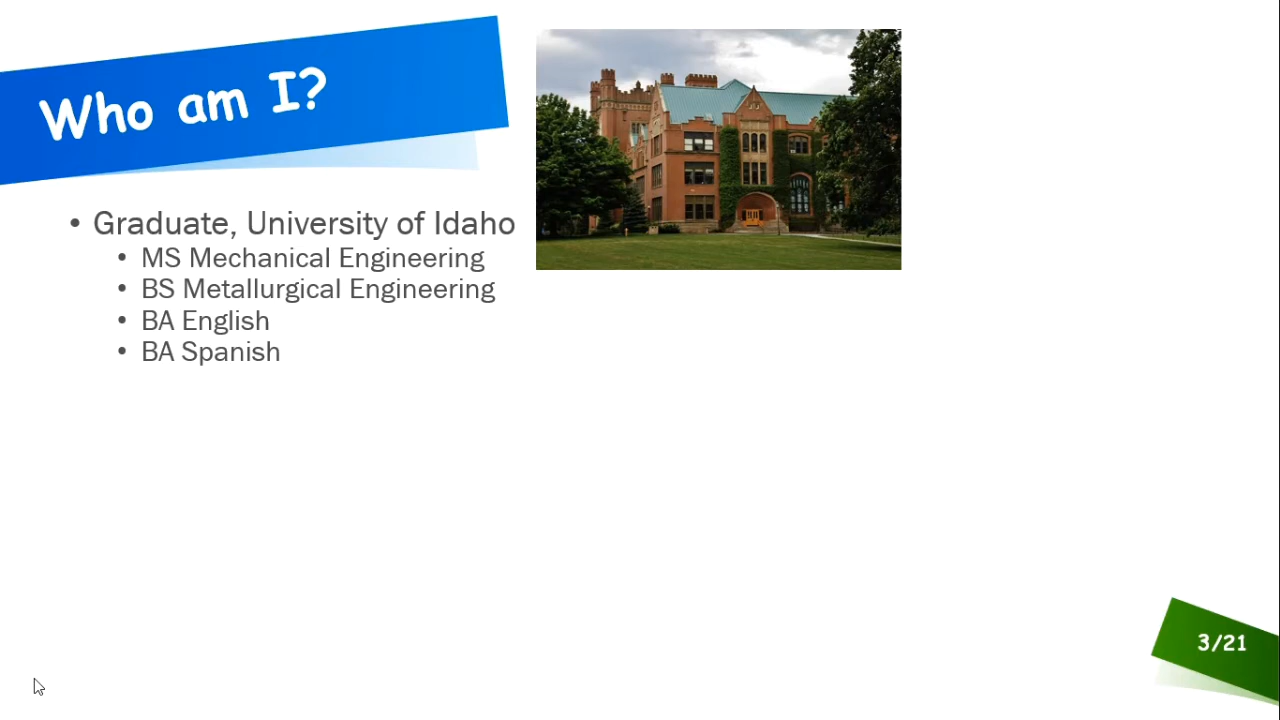 Who am I?
• Graduate, University of Idaho
• MS Mechanical Engineering
• BS Metallurgical Engineering
• BA English
• BA Spanish
3/21